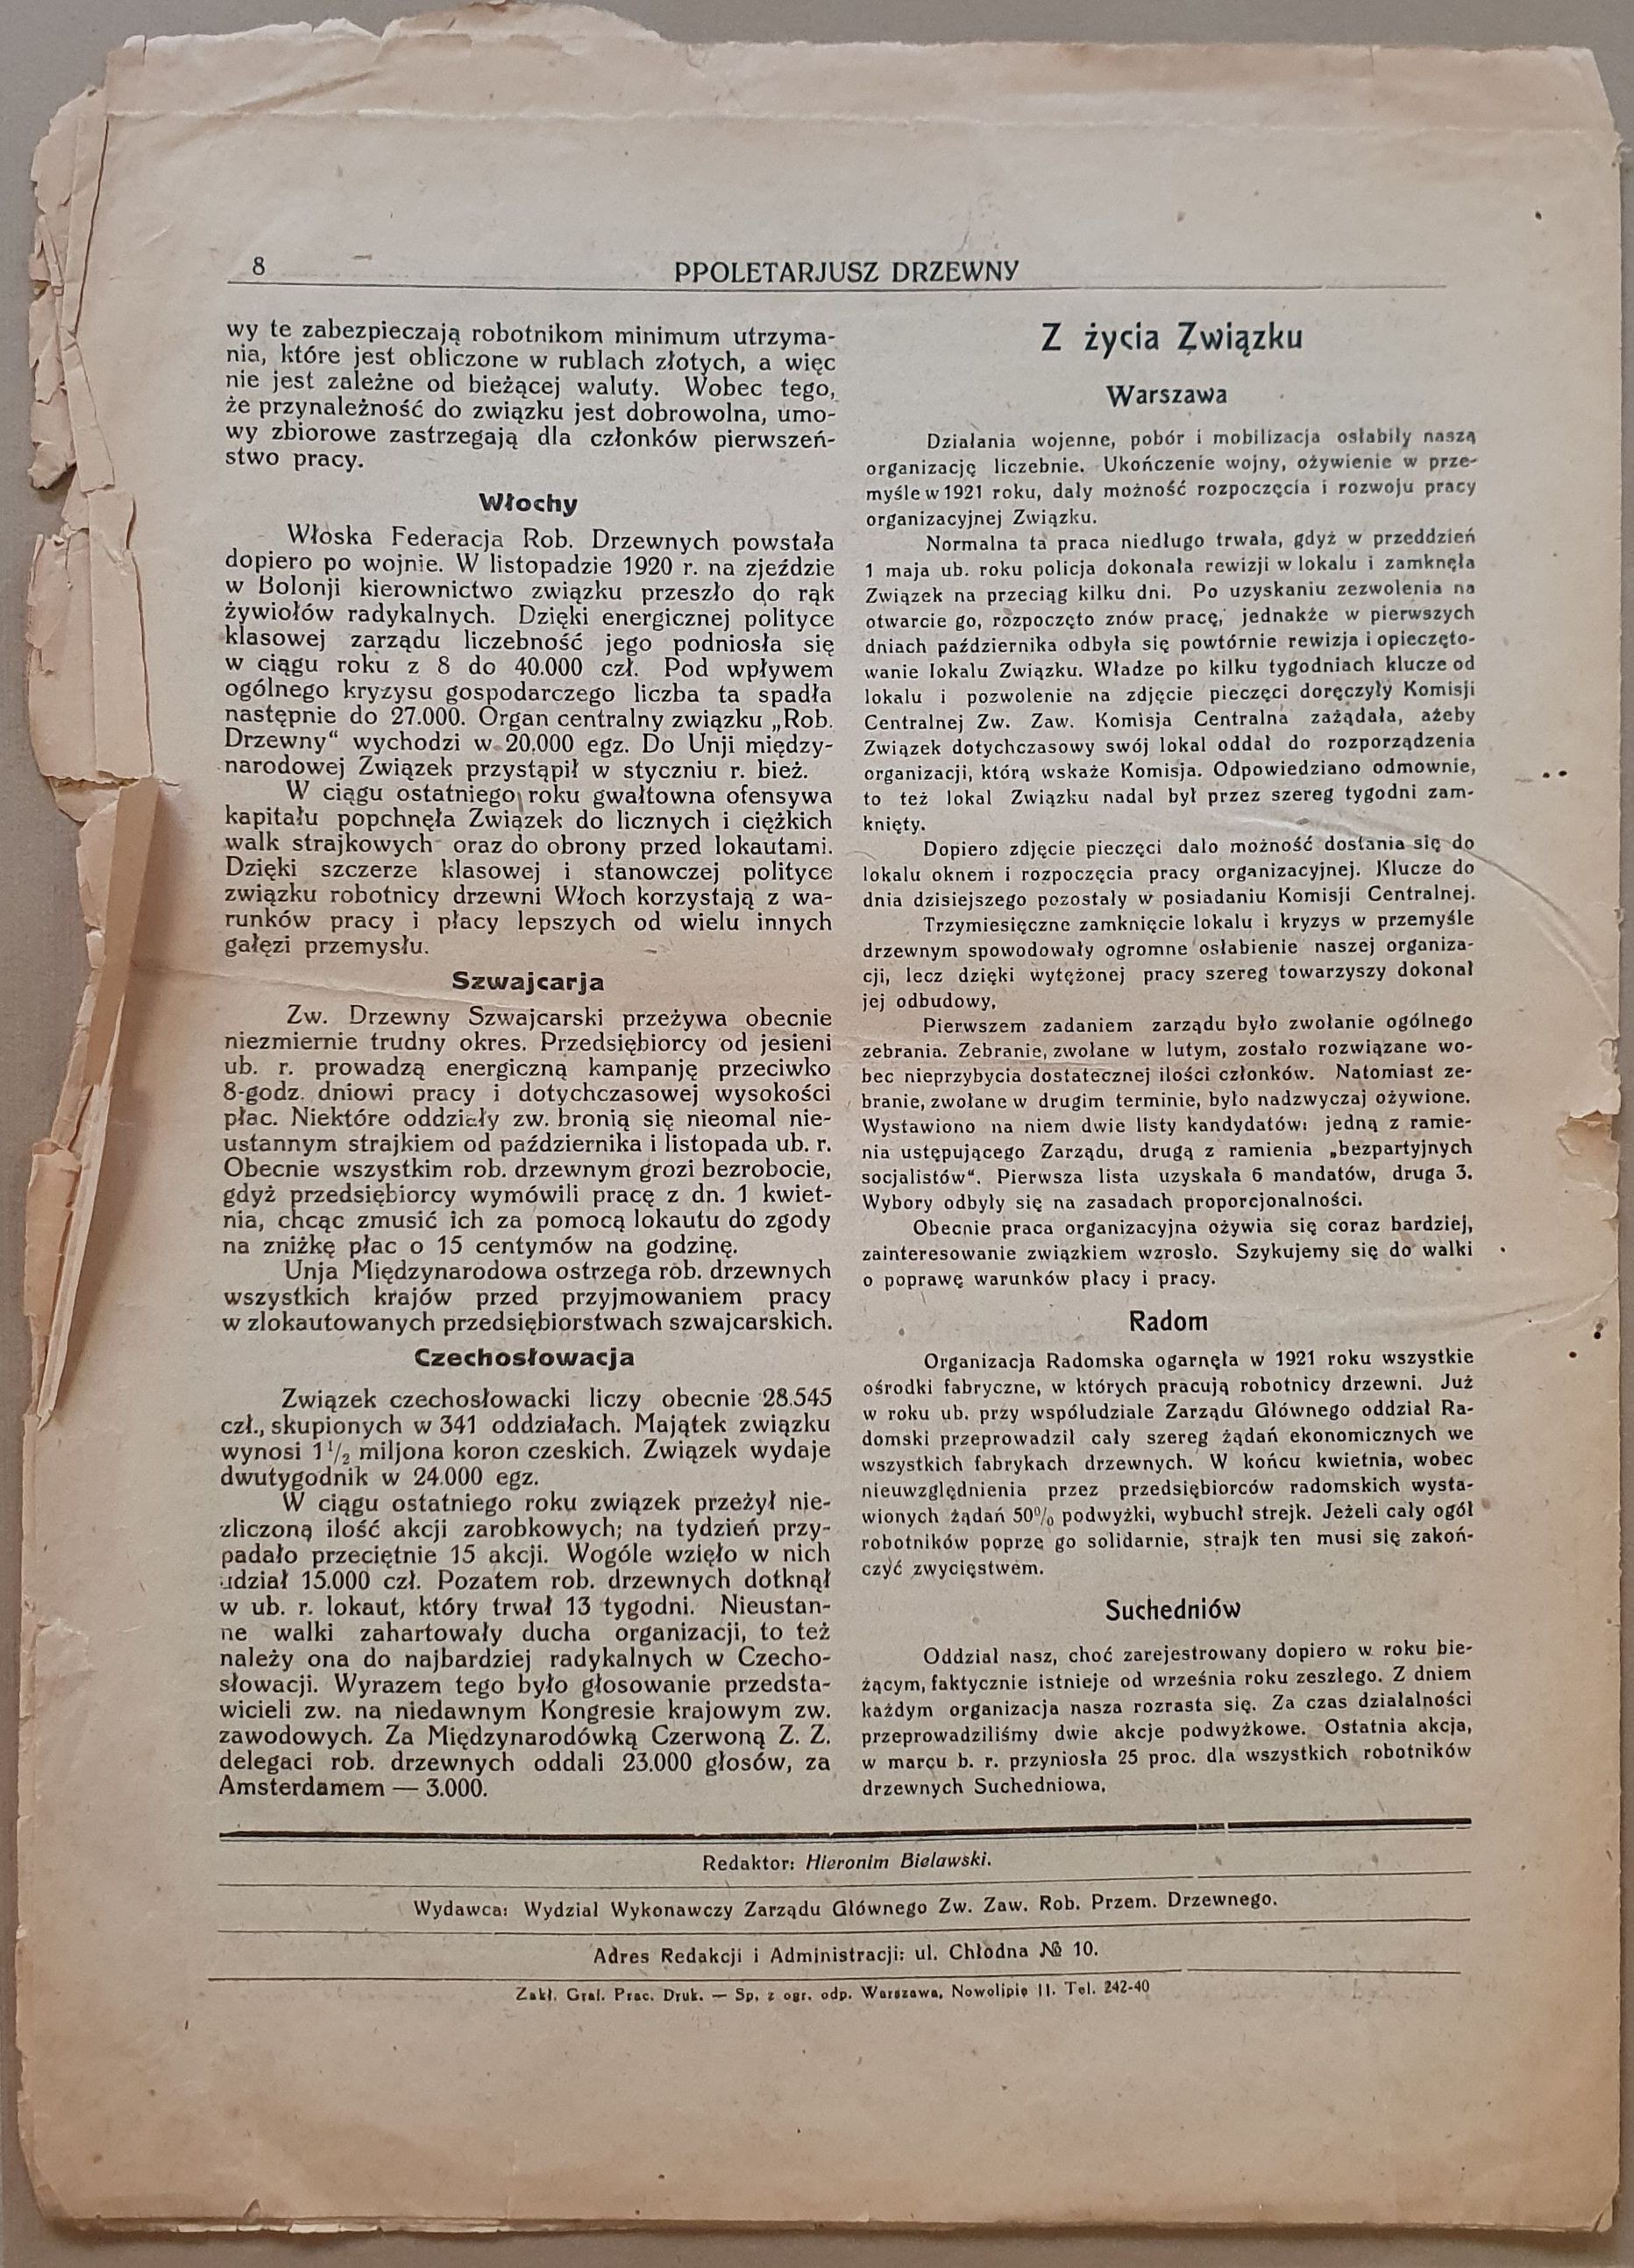 8
PPOLETARJUSZ DRZEWNY
wy te zabezpieczają robotnikom minimum utrzyma-
nia, które jest obliczone w rublach złotych, a więc
nie jest zależne od bieżącej waluty. Wobec tego,
że przynależność do związku jest dobrowolna, umo-
wy zbiorowe zastrzegają dla członków pierwszeń-
stwo pracy.
Włochy
Włoska Federacja Rob. Drzewnych powstała
dopiero po wojnie. W listopadzie 1920 r. na zjeździe
w Bolonji kierownictwo związku przeszło do rąk
żywiołów radykalnych. Dzięki energicznej polityce
klasowej zarządu liczebność jego podniosła się
w ciągu roku z 8 do 40.000 czł. Pod wpływem
ogólnego kryzysu gospodarczego liczba ta spadła
następnie do 27.000. Organ centralny związku „Rob.
Drzewny“ wychodzi w 20.000 egz. Do Unji między-
narodowej Związek przystąpił w styczniu r. bież.
W ciągu ostatniego roku gwałtowna ofensywa
kapitału popchnęła Związek do licznych i ciężkich
walk strajkowych oraz do obrony przed lokautami.
Dzięki szczerze klasowej i stanowczej polityce
związku robotnicy drzewni Włoch korzystają z wa-
runków pracy i płacy lepszych od wielu innych
gałęzi przemysłu.
Szwajcarja
Zw. Drzewny Szwajcarski przeżywa obecnie
niezmiernie trudny okres. Przedsiębiorcy od jesieni
ub. r. prowadzą energiczną kampanję przeciwko
8-godz. dniowi pracy i dotychczasowej wysokości
płac. Niektóre oddziały zw. bronią się nieomal nie-
ustannym strajkiem od października i listopada ub. r.
Obecnie wszystkim rob. drzewnym grozi bezrobocie,
gdyż przedsiębiorcy wymówili pracę z dn. 1 kwiet-
nia, chcąc zmusić ich za pomocą lokautu do zgody
na zniżkę płac o 15 centymów na godzinę.
Unja Międzynarodowa ostrzega rob. drzewnych
wszystkich krajów przed przyjmowaniem pracy
w zlokautowanych przedsiębiorstwach szwajcarskich.
Czechosłowacja
Związek czechosłowacki liczy obecnie 28.545
czł., skupionych w 341 oddziałach. Majątek związku
wynosi 1 1/2 miljona koron czeskich. Związek wydaje
dwutygodnik w 24.000 egz.
W ciągu ostatniego roku związek przeżył nie-
zliczoną ilość akcji zarobkowych; na tydzień przy-
padało przeciętnie 15 akcji. Wogóle wzięło w nich
udział 15.000 czł. Pozatem rob. drzewnych dotknął
w ub. r. lokaut, który trwał 13 tygodni. Nieustan-
ne walki zahartowały ducha organizacji, to też
należy ona do najbardziej radykalnych w Czecho-
słowacji. Wyrazem tego było głosowanie przedsta-
wicieli zw. na niedawnym Kongresie krajowym zw.
zawodowych. Za Międzynarodówką Czerwoną Z. Z.
delegaci rob. drzewnych oddali 23.000 głosów, za
Amsterdamem — 3.000.
Z życia Związku
Warszawa
Działania wojenne, pobór i mobilizacja osłabiły naszą
organizację liczebnie. Ukończenie wojny, ożywienie w prze-
myśle w 1921 roku, dały możność rozpoczęcia i rozwoju pracy
organizacyjnej Związku.
Normalna ta praca niedługo trwała, gdyż w przeddzień
1 maja ub. roku policja dokonała rewizji w lokalu i zamknęła
Związek na przeciąg kilku dni. Po uzyskaniu zezwolenia na
otwarcie go, rozpoczęto znów pracę, jednakże w pierwszych
dniach października odbyła się powtórnie rewizja i opieczęto-
wanie lokalu Związku. Władze po kilku tygodniach klucze od
lokalu i pozwolenie na zdjęcie pieczęci doręczyły Komisji
Centralnej Zw. Zaw. Komisja Centralna zażądała, ażeby
Związek dotychczasowy swój lokal oddał do rozporządzenia
organizacji, którą wskaże Komisja. Odpowiedziano odmownie,
to też lokal Związku nadal był przez szereg tygodni zam-
knięty.
Dopiero zdjęcie pieczęci dało możność dostania się do
lokalu oknem i rozpoczęcia pracy organizacyjnej. Klucze do
dnia dzisiejszego pozostały w posiadaniu Komisji Centralnej.
Trzymiesięczne zamknięcie lokalu i kryzys w przemyśle
drzewnym spowodowały ogromne osłabienie naszej organiza-
cji, lecz dzięki wytężonej pracy szereg towarzyszy dokonał
jej odbudowy,
Pierwszem zadaniem zarządu było zwołanie ogólnego
zebrania. Zebranie, zwołane w lutym, zostało rozwiązane wo-
bec nieprzybycia dostatecznej ilości członków. Natomiast ze-
branie, zwołane w drugim terminie, było nadzwyczaj ożywione.
Wystawiono na niem dwie listy kandydatów: jedną z ramie-
nia ustępującego Zarządu, drugą z ramienia „bezpartyjnych
socjalistów“. Pierwsza lista uzyskała 6 mandatów, druga 3.
Wybory odbyły się na zasadach proporcjonalności.
Obecnie praca organizacyjna ożywia się coraz bardziej,
zainteresowanie związkiem wzrosło. Szykujemy się do walki
o poprawę warunków płacy i pracy.
Radom
Organizacja Radomska ogarnęła w 1921 roku wszystkie
ośrodki fabryczne, w których pracują robotnicy drzewni. Już
w roku ub. przy współudziale Zarządu Głównego oddział Ra-
domski przeprowadził cały szereg żądań ekonomicznych we
wszystkich fabrykach drzewnych. W końcu kwietnia, wobec
nieuwzględnienia przez przedsiębiorców radomskich wysta-
wionych żądań 50% podwyżki, wybuchł strejk. Jeżeli cały ogół
robotników poprze go solidarnie, strajk ten musi się zakoń-
czyć zwycięstwem.
Suchedniów
Oddział nasz, choć zarejestrowany dopiero w roku bie-
żącym, faktycznie istnieje od września roku zeszłego. Z dniem
każdym organizacja nasza rozrasta się. Za czas działalności
przeprowadziliśmy dwie akcje podwyżkowe. Ostatnia akcja,
w marcu b. r. przyniosła 25 proc. dla wszystkich robotników
drzewnych Suchedniowa,
Redaktor: Hieronim Bielawski.
Wydawca: Wydział Wykonawczy Zarządu Głównego Zw. Zaw. Rob. Przem. Drzewnego.
Adres Redakcji i Administracji: ul. Chłodna № 10.
Zakł. Graf. Prac. Druk. — Sp. z ogr. odp. Warszawa, Nowolipie 11. Tel. 242-40